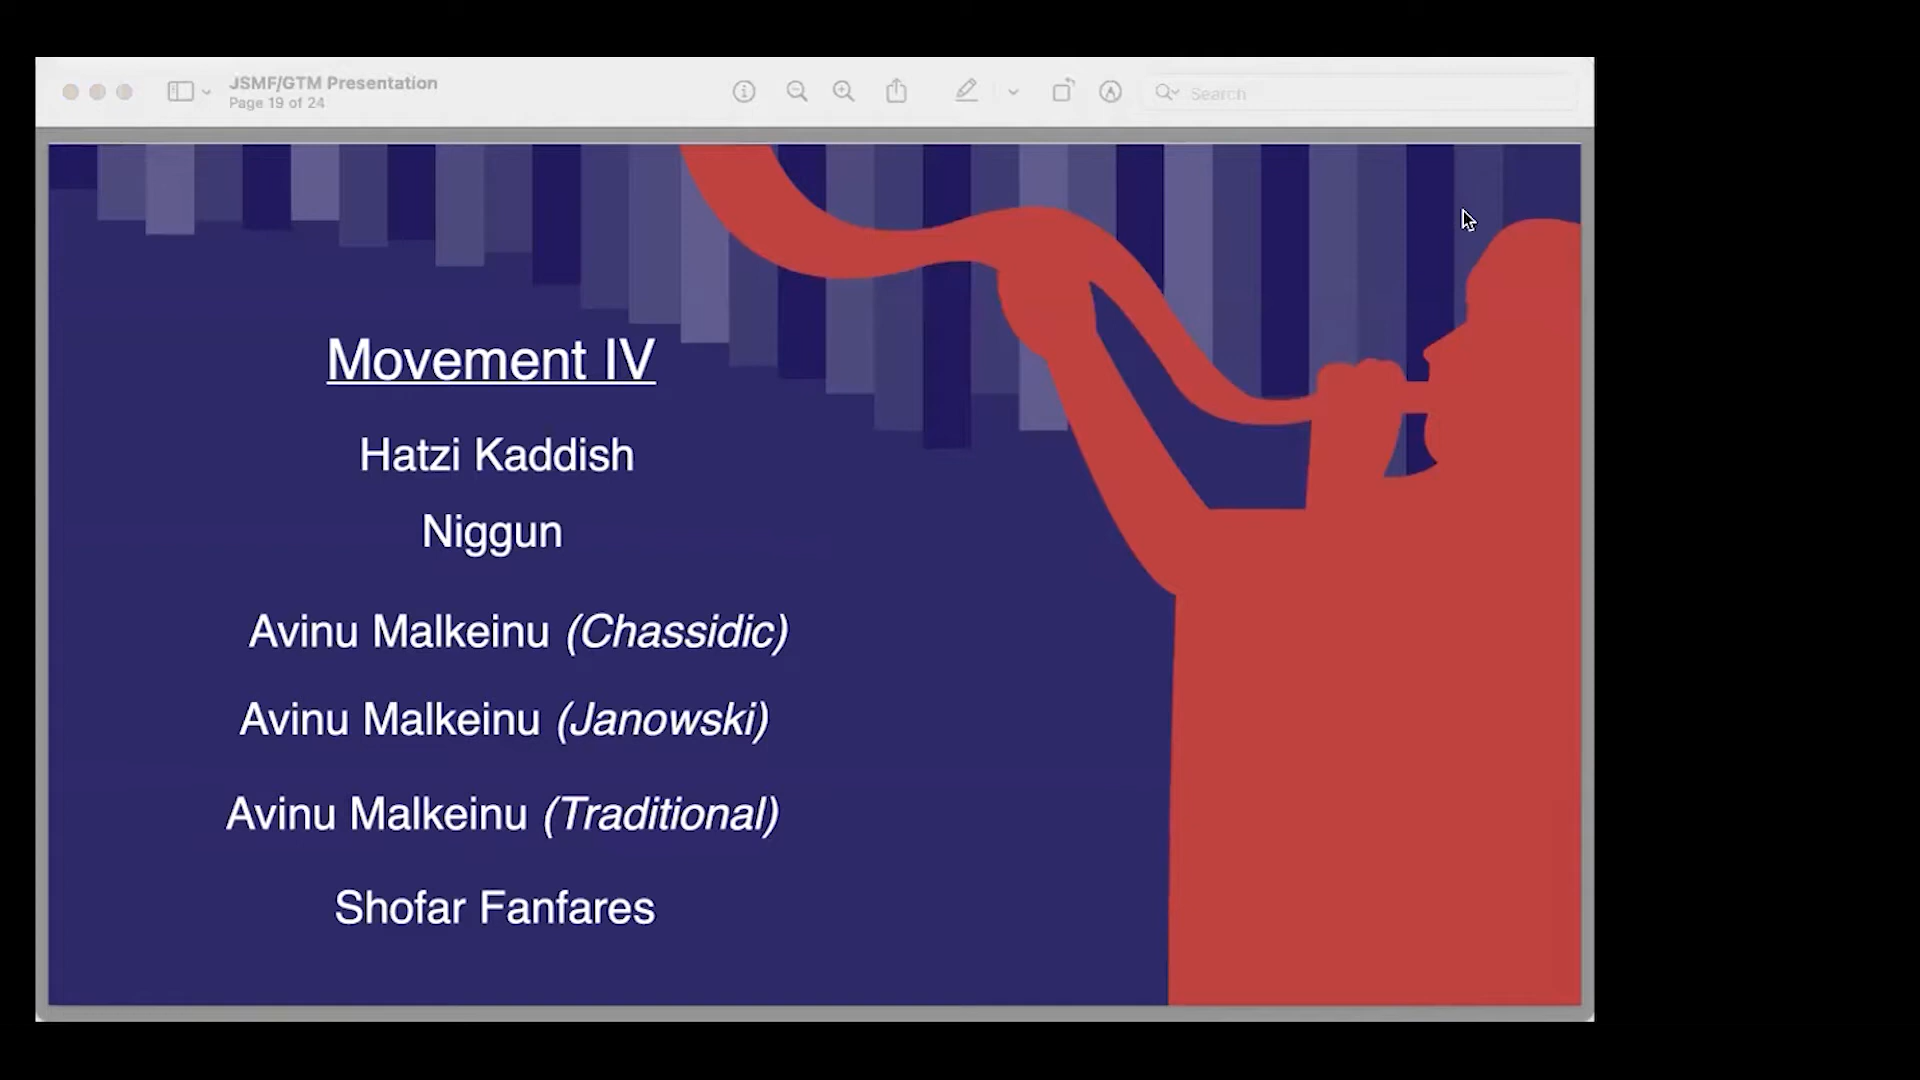 JSMF/GTM Presentation
Page 19 of 24
Search
Movement IV
Hatzi Kaddish
Niggun
Avinu Malkeinu (Chassidic)
Avinu Malkeinu (Janowski)
Avinu Malkeinu (Traditional)
Shofar Fanfares